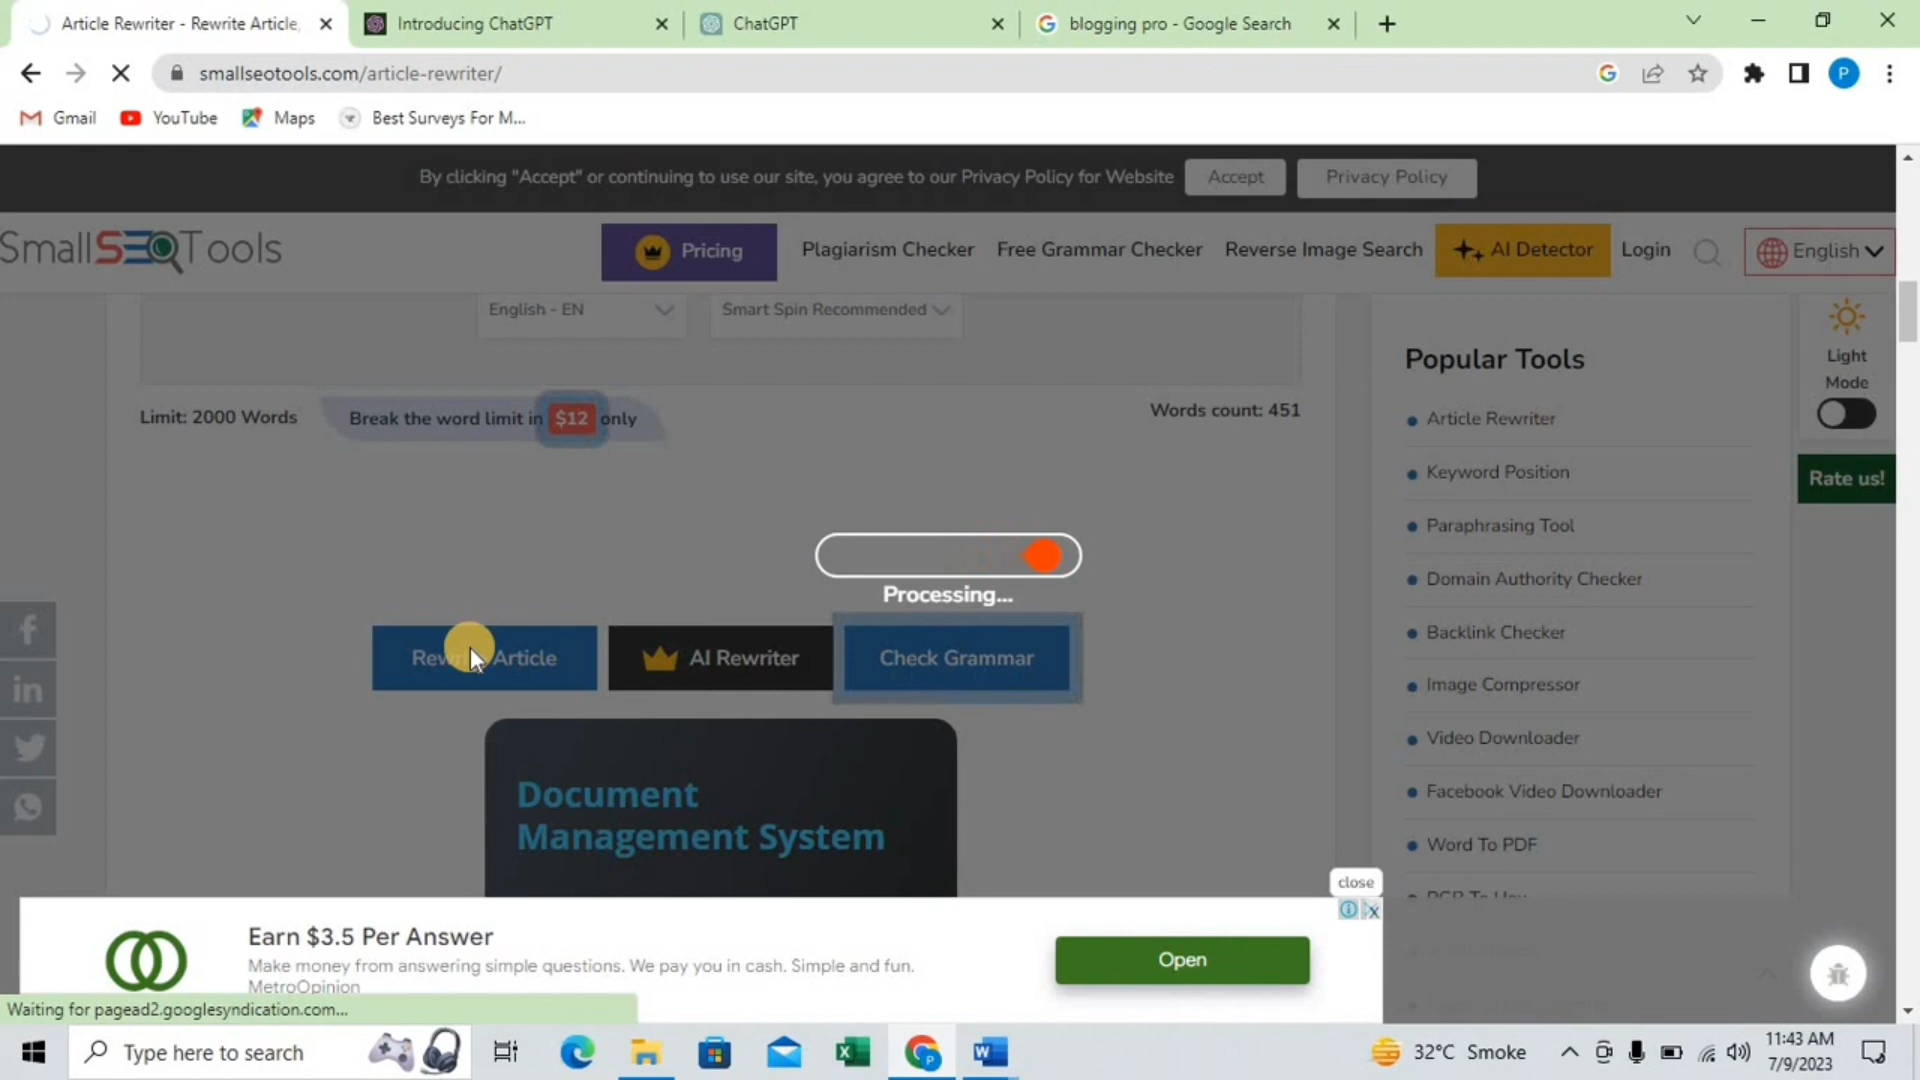 Article Rewriter - Rewrite Article,
Introducing ChatGPT
ChatGPT
blogging pro - Google Search
smallseotools.com/article-rewriter/
P
Gmail
YouTube
Maps
Best Surveys For M...
By clicking "Accept" or continuing to use our site, you agree to our Privacy Policy for Website
Accept
Privacy Policy
SmallSEOTools
Pricing
Plagiarism Checker
Free Grammar Checker
Reverse Image Search
AI Detector
Login
English
English - EN
Smart Spin Recommended
Light
Mode
Popular Tools
Limit: 2000 Words
Break the word limit in $12 only
Words count: 451
Article Rewriter
Keyword Position
Rate us!
Paraphrasing Tool
Domain Authority Checker
Processing...
Backlink Checker
Rewrite Article
AI Rewriter
Check Grammar
Image Compressor
Video Downloader
Document
Management System
Facebook Video Downloader
Word To PDF
close
Earn $3.5 Per Answer
Make money from answering simple questions. We pay you in cash. Simple and fun.
MetroOpinion
Open
Waiting for pagead2.googlesyndication.com...
Type here to search
32°C Smoke
11:43 AM
7/9/2023